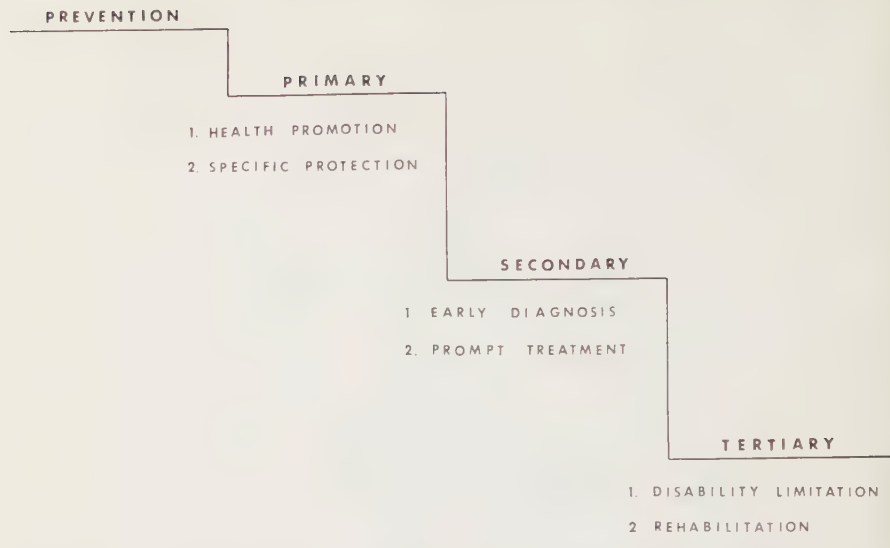 PREVENTION
PRIMARY
1. HEALTH PROMOTION
2. SPECIFIC PROTECTION
SECONDARY
1 EARLY DIAGNOSIS
2. PROMPT TREATMENT
TERTIARY
1. DISABILITY LIMITATION
2 REHABILITATION